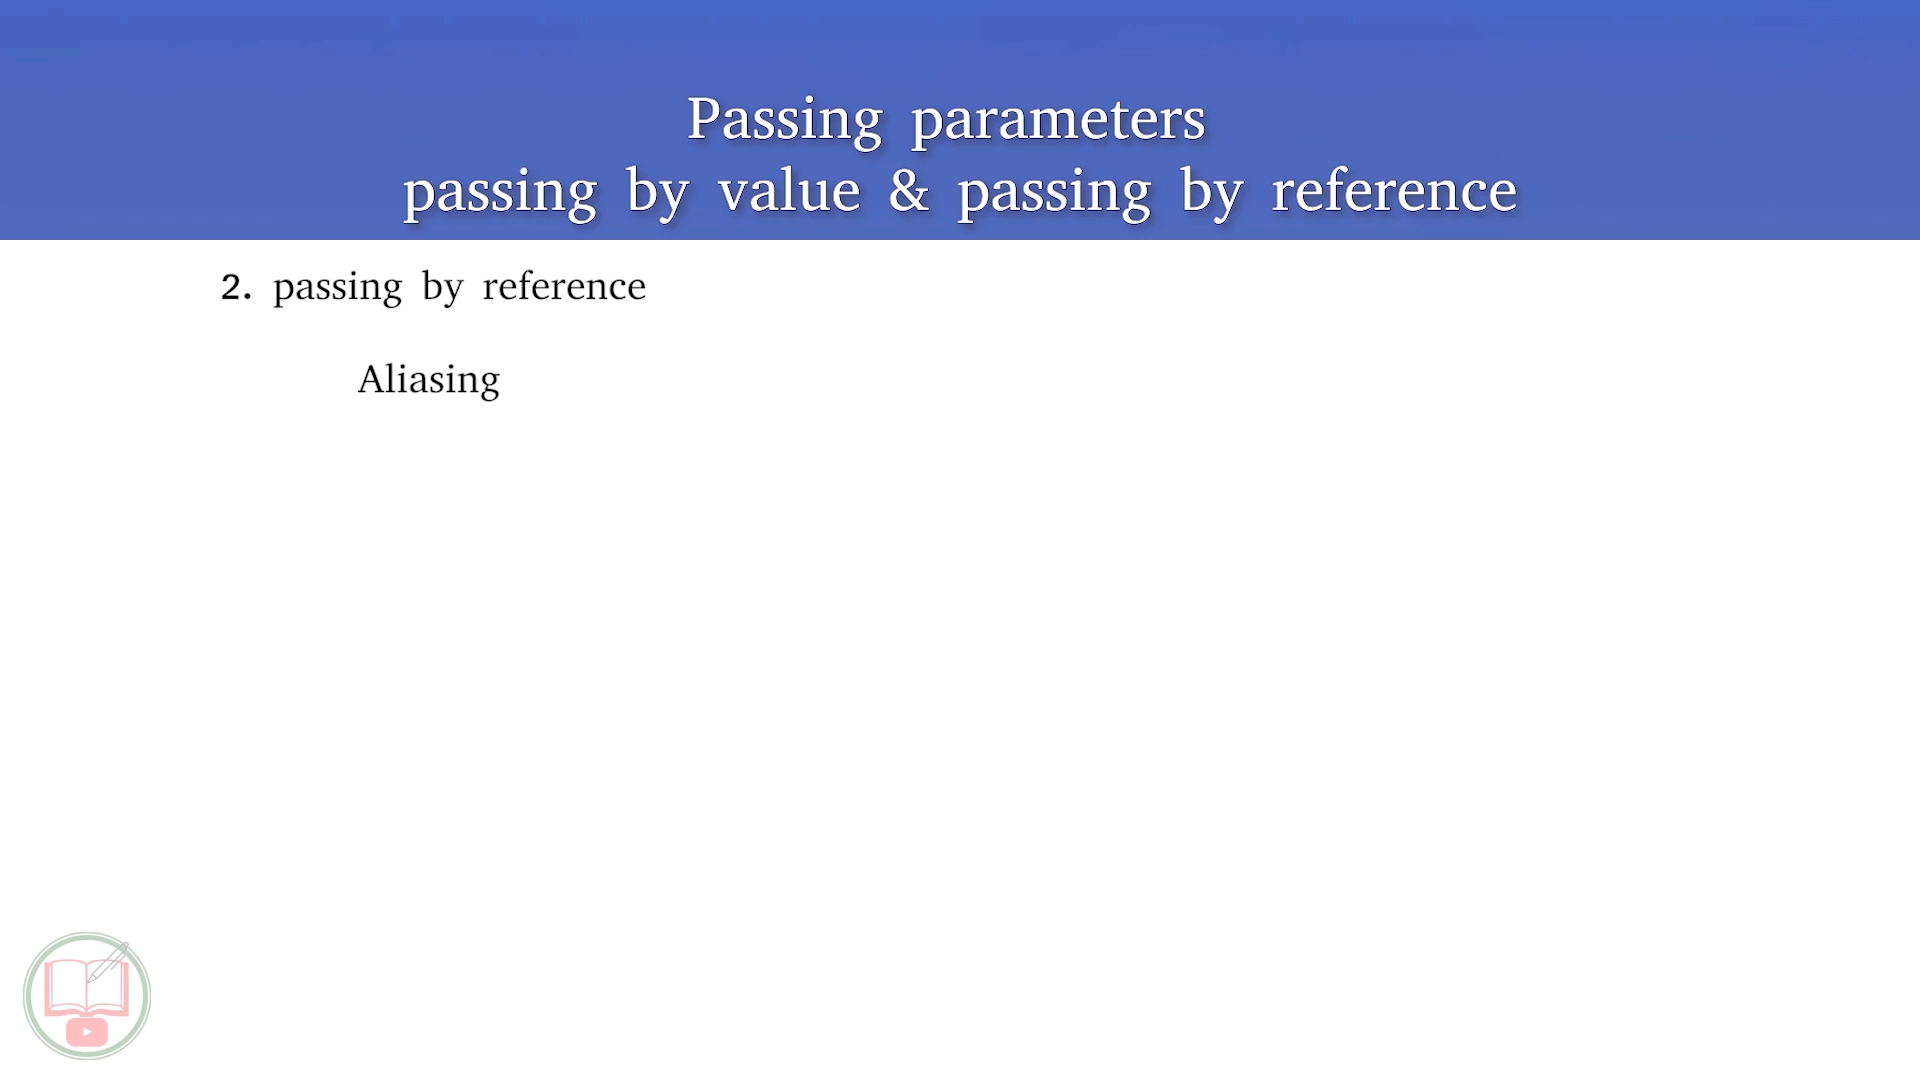 Passing parameters
passing by value & passing by reference
2. passing by reference
Aliasing